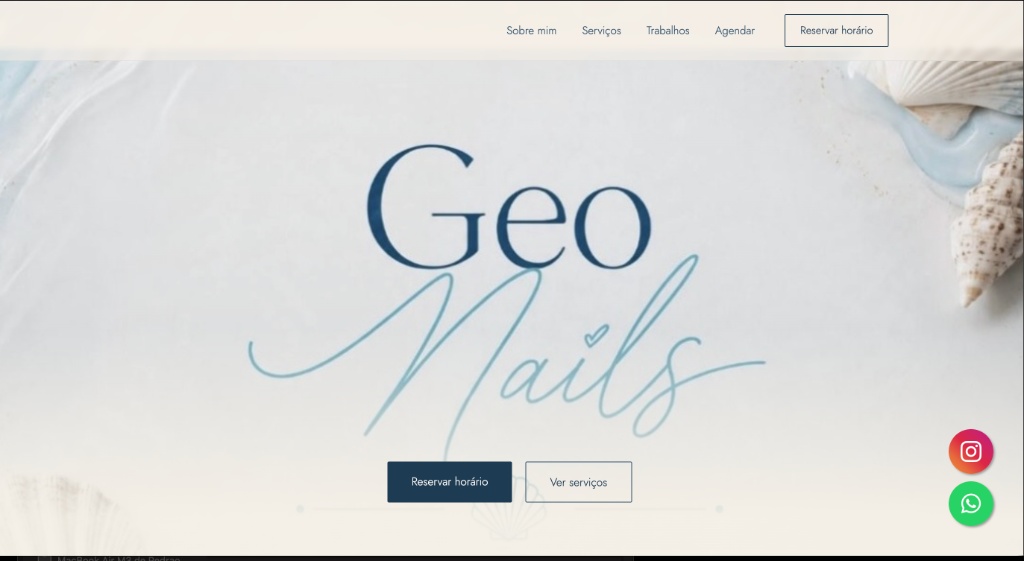 Sobre mim
Serviços
Trabalhos
Agendar
Reservar horário
Geo
Nails
Reservar horário
Ver serviços